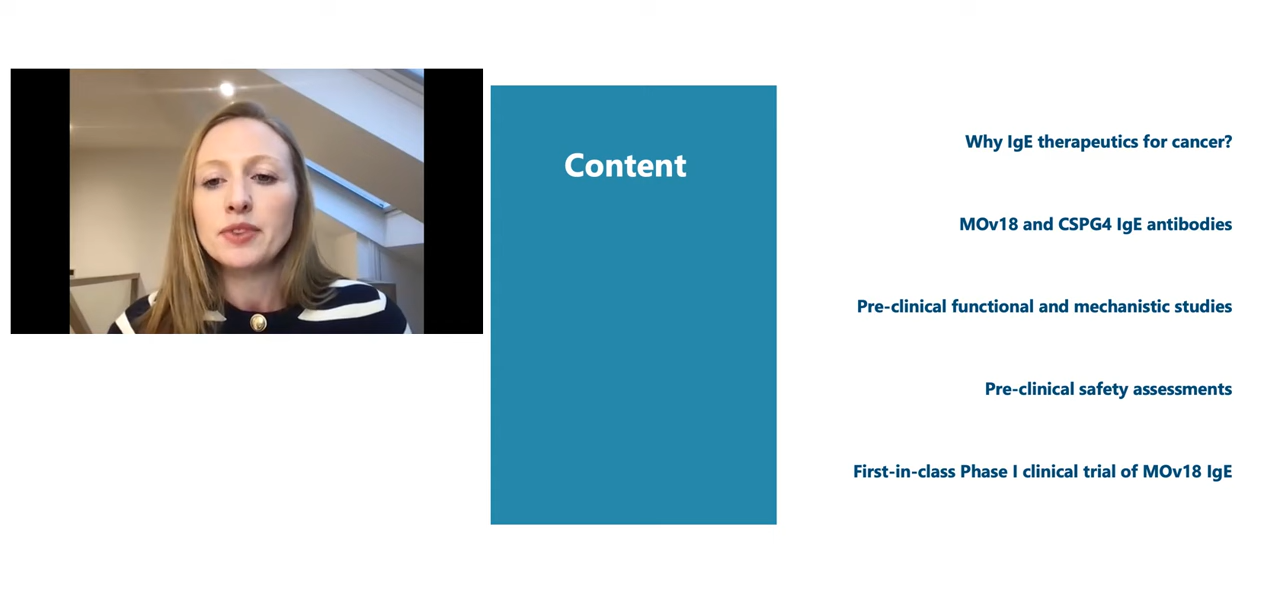 Content
Why IgE therapeutics for cancer?
MOv18 and CSPG4 IgE antibodies
Pre-clinical functional and mechanistic studies
Pre-clinical safety assessments
First-in-class Phase I clinical trial of MOv18 IgE